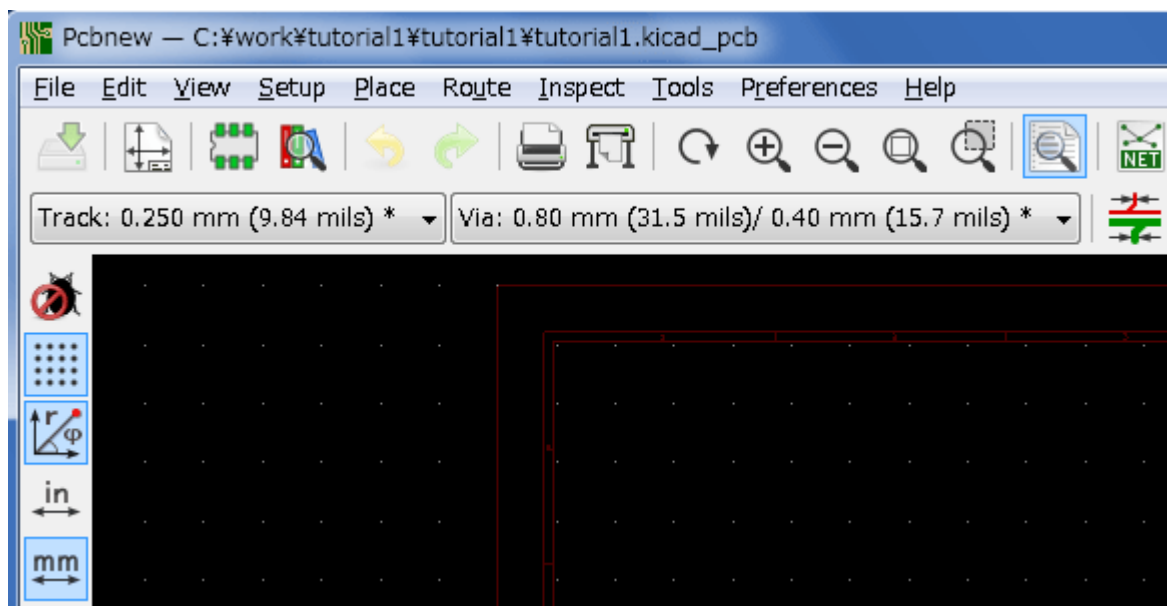 Pcbnew — C:¥work¥tutorial1¥tutorial1¥tutorial1.kicad_pcb
File Edit View Setup Place Route Inspect Tools Preferences Help
NET
Track: 0.250 mm (9.84 mils) * Via: 0.80 mm (31.5 mils)/ 0.40 mm (15.7 mils) *
r
φ
in
mm